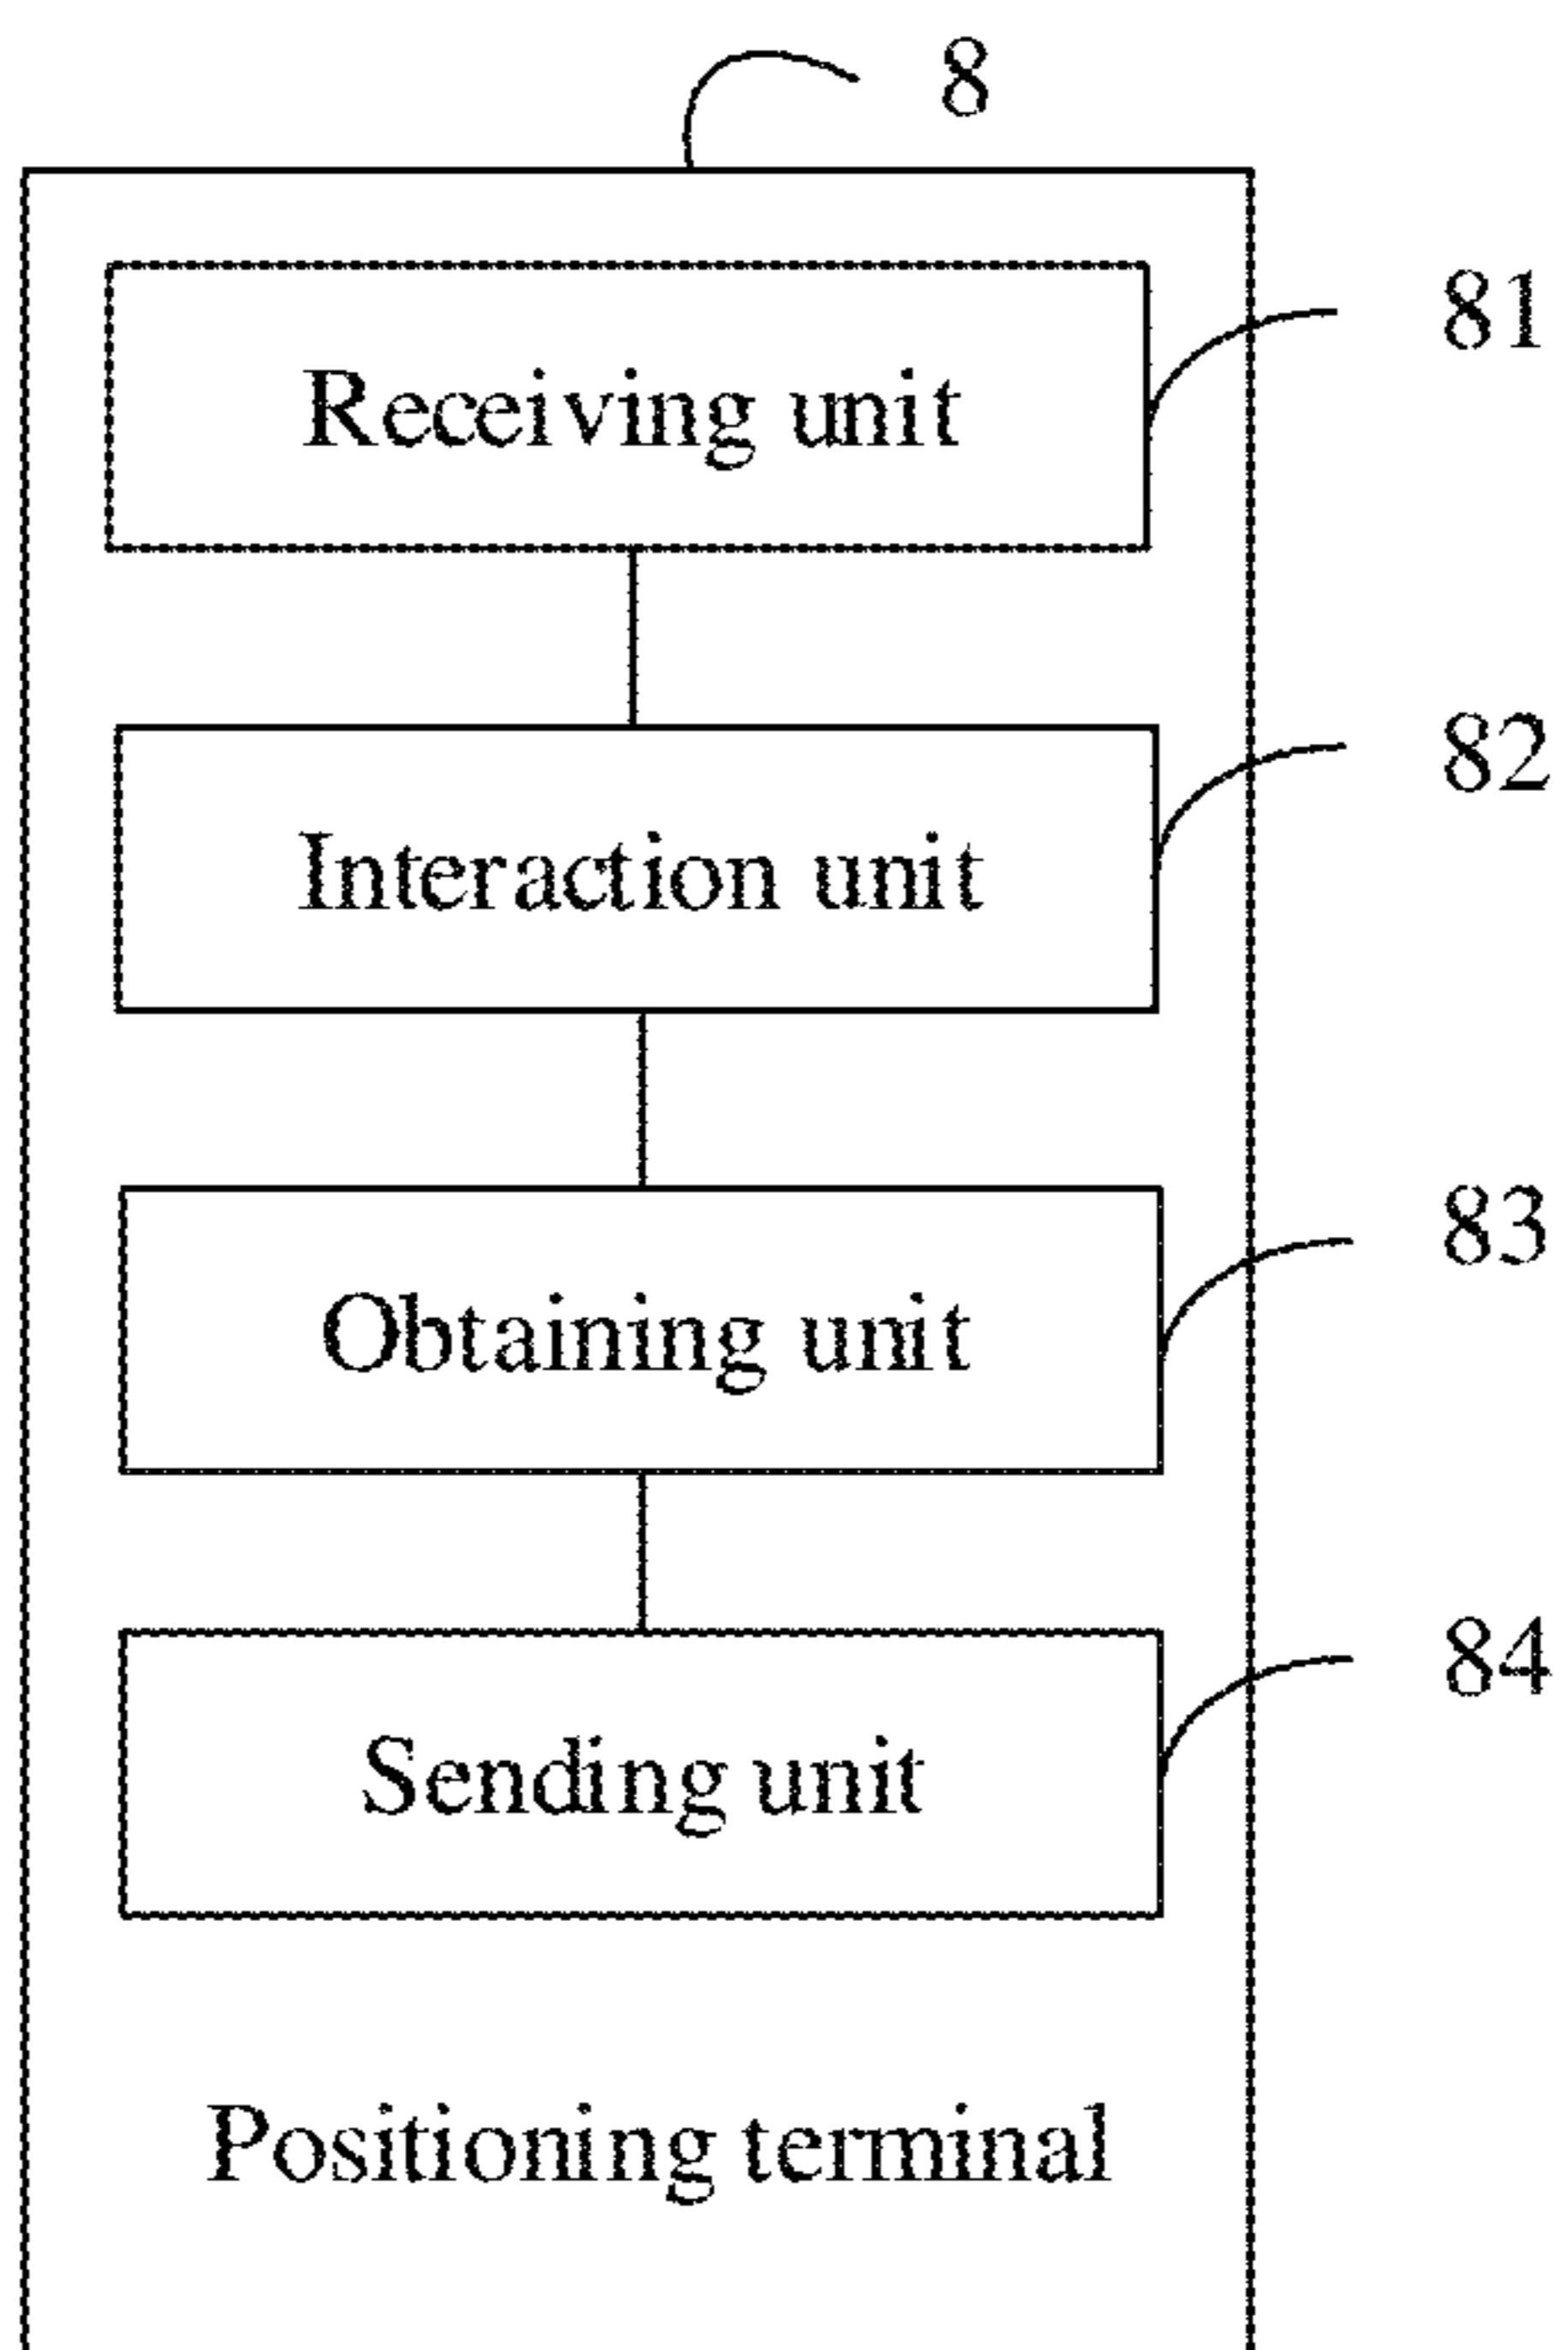 8
81
Receiving unit
82
Interaction unit
83
Obtaining unit
84
Sending unit
Positioning terminal